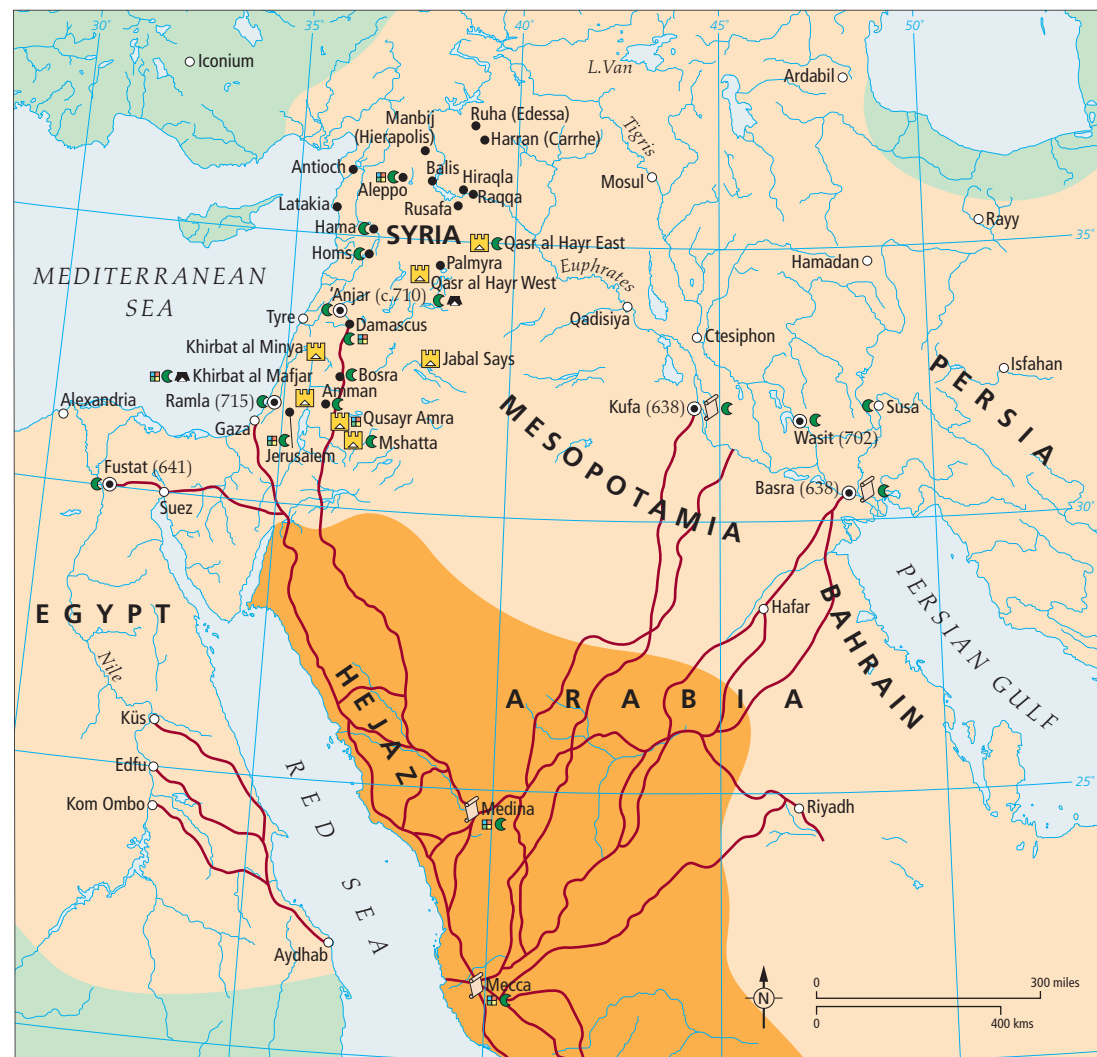 30°
35°
40°
45°
50°
Iconium
L.Van
Ardabil
Manbij
(Hierapolis)
Ruha (Edessa)
Harran (Carrhe)
Tigris
Antioch
Aleppo
Balis
Hiraqla
Raqqa
Mosul
Latakia
Rusafa
Rayy
Hama
SYRIA
Qasr al Hayr East
35°
Homs
Palmyra
Euphrates
Hamadan
MEDITERRANEAN
SEA
Qasr al Hayr West
'Anjar (c.710)
Tyre
Damascus
Qadisiya
Ctesiphon
Khirbat al Minya
Jabal Says
PERSIA
Isfahan
Khirbat al Mafjar
Bosra
Alexandria
Ramla (715)
Amman
Kufa (638)
Susa
Gaza
Qusayr Amra
MESOPOTAMIA
Wasit (702)
Jerusalem
Mshatta
Fustat (641)
Suez
Basra (638)
30°
EGYPT
Hafar
BAHRAIN
PERSIAN GULF
Nile
HEJAZ
ARABIA
Küs
Edfu
RED SEA
25°
Kom Ombo
Medina
Riyadh
Aydhab
Mecca
N
0
300 miles
0
400 kms